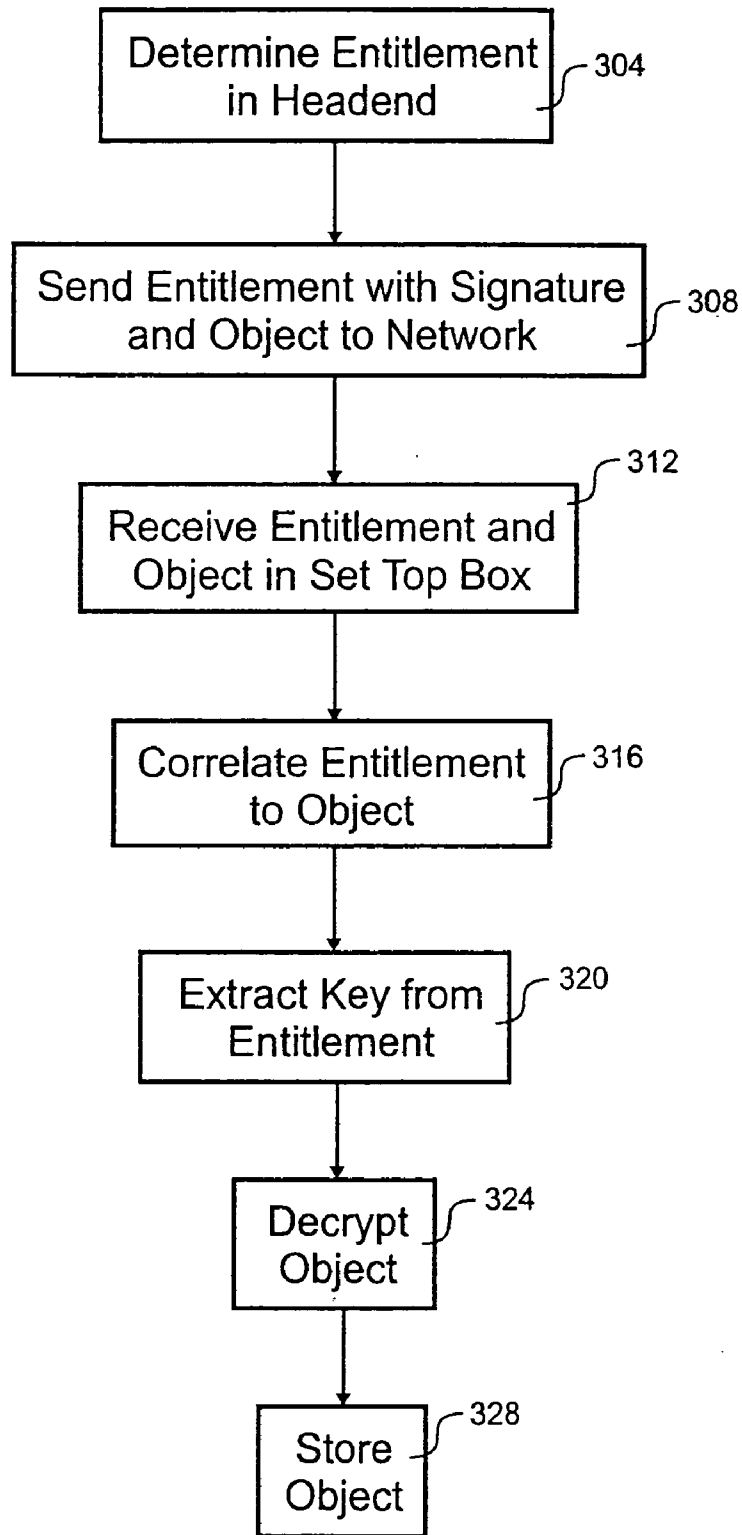 Determine Entitlement
in Headend
304
Send Entitlement with Signature
and Object to Network
308
312
Receive Entitlement and
Object in Set Top Box
Correlate Entitlement
to Object
316
Extract Key from
Entitlement
320
324
Decrypt
Object
328
Store
Object